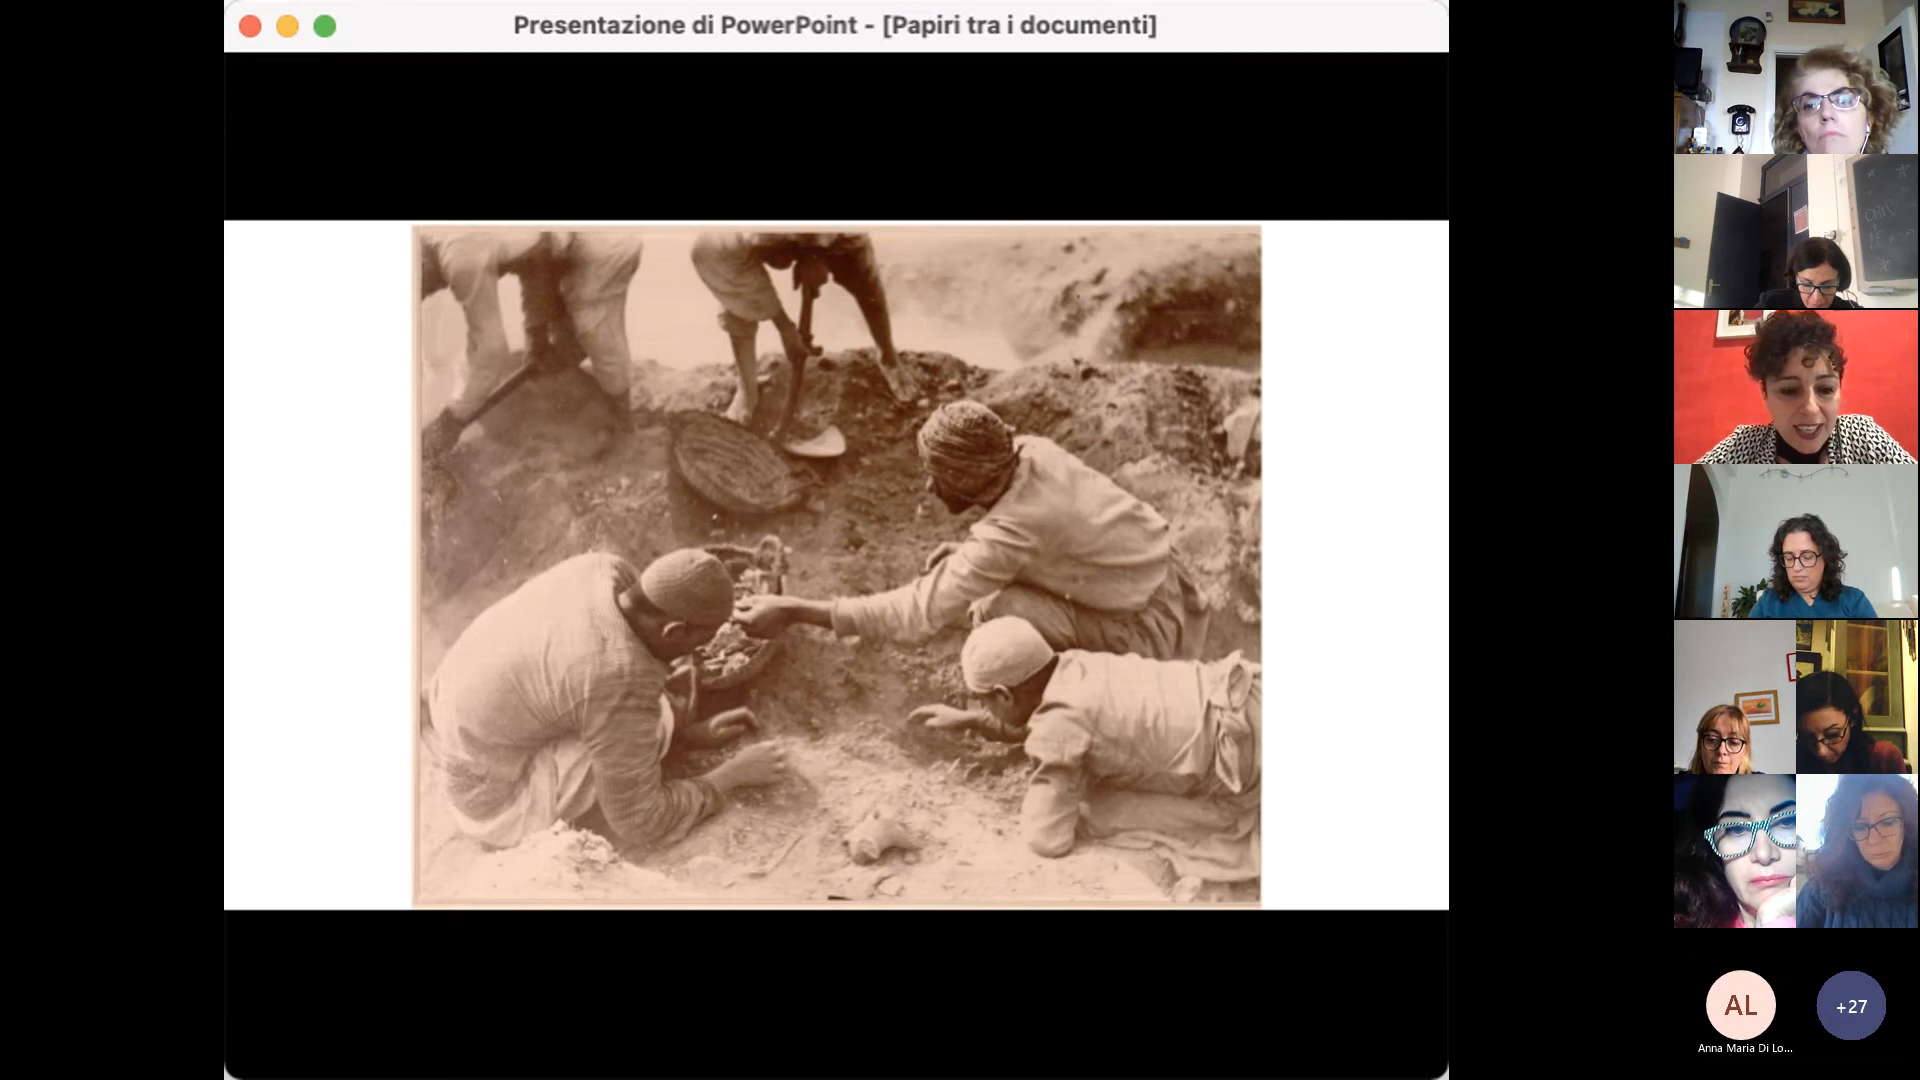 Presentazione di PowerPoint - [Papiri tra i documenti]
AL
Anna Maria Di Lo...
+27